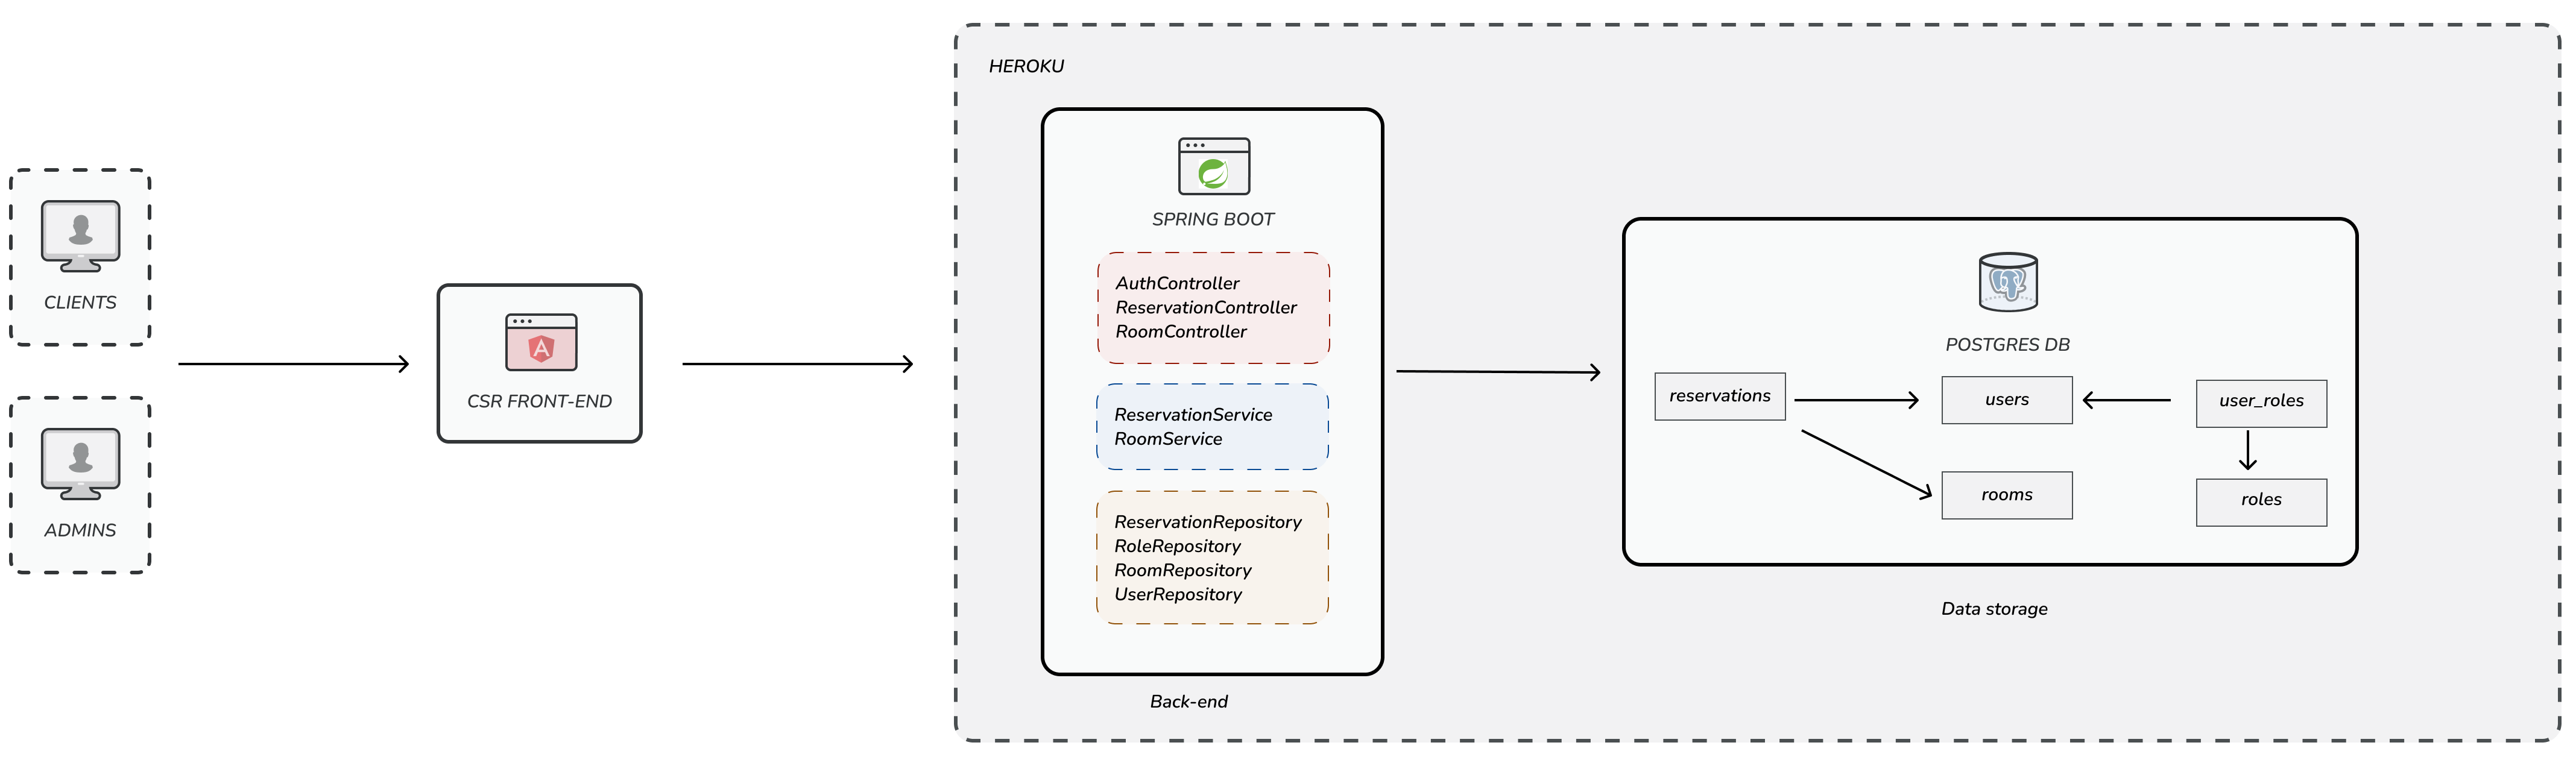 CLIENTS
ADMINS
CSR FRONT-END
HEROKU
SPRING BOOT
AuthController
ReservationController
RoomController
ReservationService
RoomService
ReservationRepository
RoleRepository
RoomRepository
UserRepository
Back-end
POSTGRES DB
reservations
users
user_roles
rooms
roles
Data storage